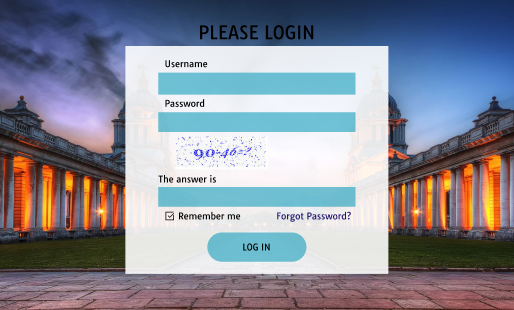 PLEASE LOGIN
Username
Password
90-46=?
The answer is
Remember me Forgot Password?
LOG IN